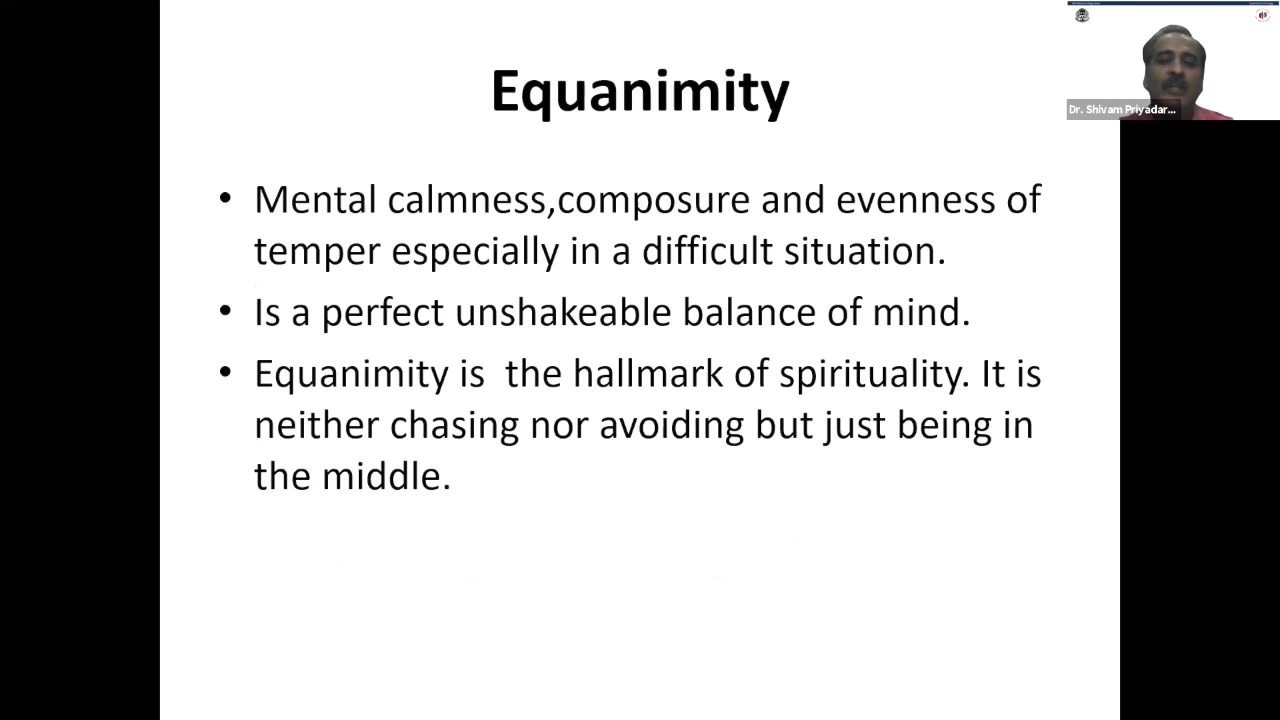 Equanimity
Dr. Shivam Priyadar...
• Mental calmness,composure and evenness of
temper especially in a difficult situation.
• Is a perfect unshakeable balance of mind.
• Equanimity is  the hallmark of spirituality. It is
neither chasing nor avoiding but just being in
the middle.